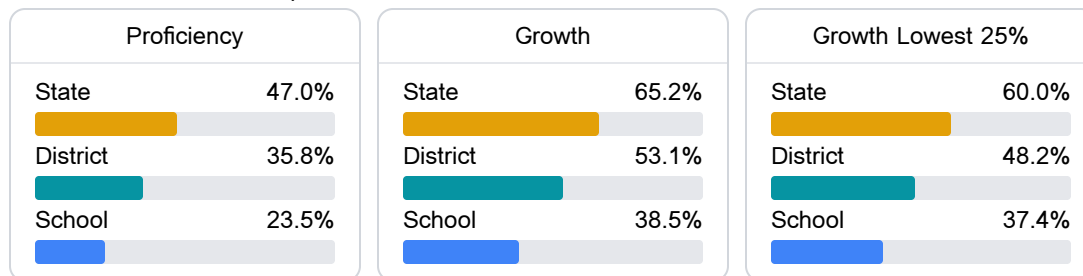 Proficiency
State 47.0%
District 35.8%
School 23.5%
Growth
State 65.2%
District 53.1%
School 38.5%
Growth Lowest 25%
State 60.0%
District 48.2%
School 37.4%